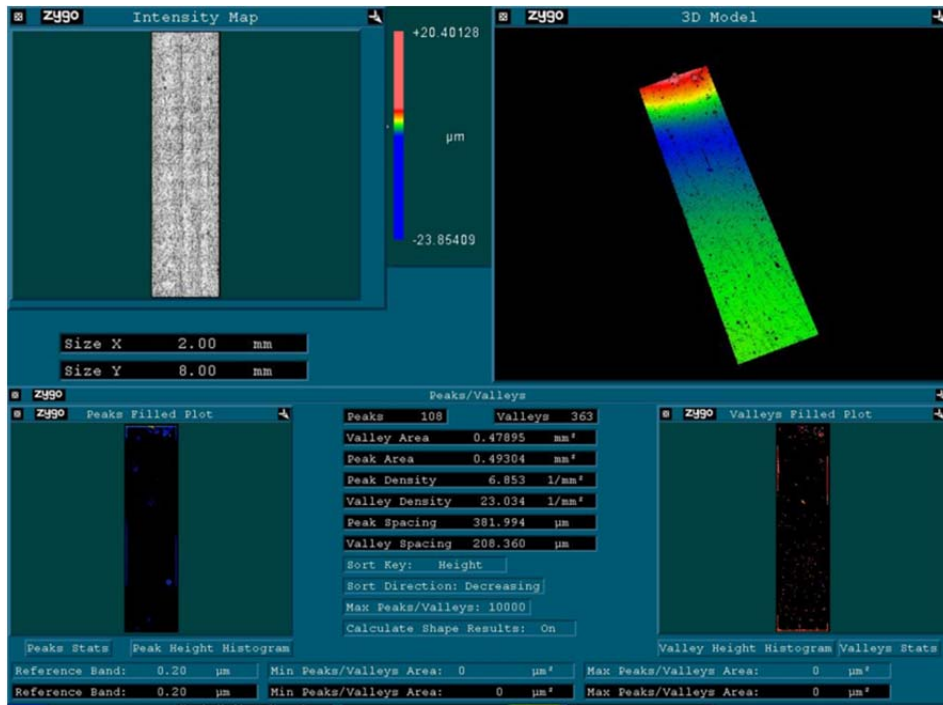 zygo Intensity Map
+20.40128
µm
-23.85409
zygo 3D Model
Size X 2.00 mm
Size Y 8.00 mm
zygo Peaks/Valleys
zygo Peaks Filled Plot
Peaks 108 Valleys 363
Valley Area 0.47895 mm²
Peak Area 0.49304 mm²
Peak Density 6.853 1/mm²
Valley Density 23.034 1/mm²
Peak Spacing 381.994 µm
Valley Spacing 208.360 µm
Sort Key: Height
Sort Direction: Decreasing
Max Peaks/Valleys: 10000
Calculate Shape Results: On
zygo Valleys Filled Plot
Peaks Stats Peak Height Histogram
Valley Height Histogram Valleys Stats
Reference Band: 0.20 µm Min Peaks/Valleys Area: 0 µm² Max Peaks/Valleys Area: 0 µm²
Reference Band: 0.20 µm Min Peaks/Valleys Area: 0 µm² Max Peaks/Valleys Area: 0 µm²